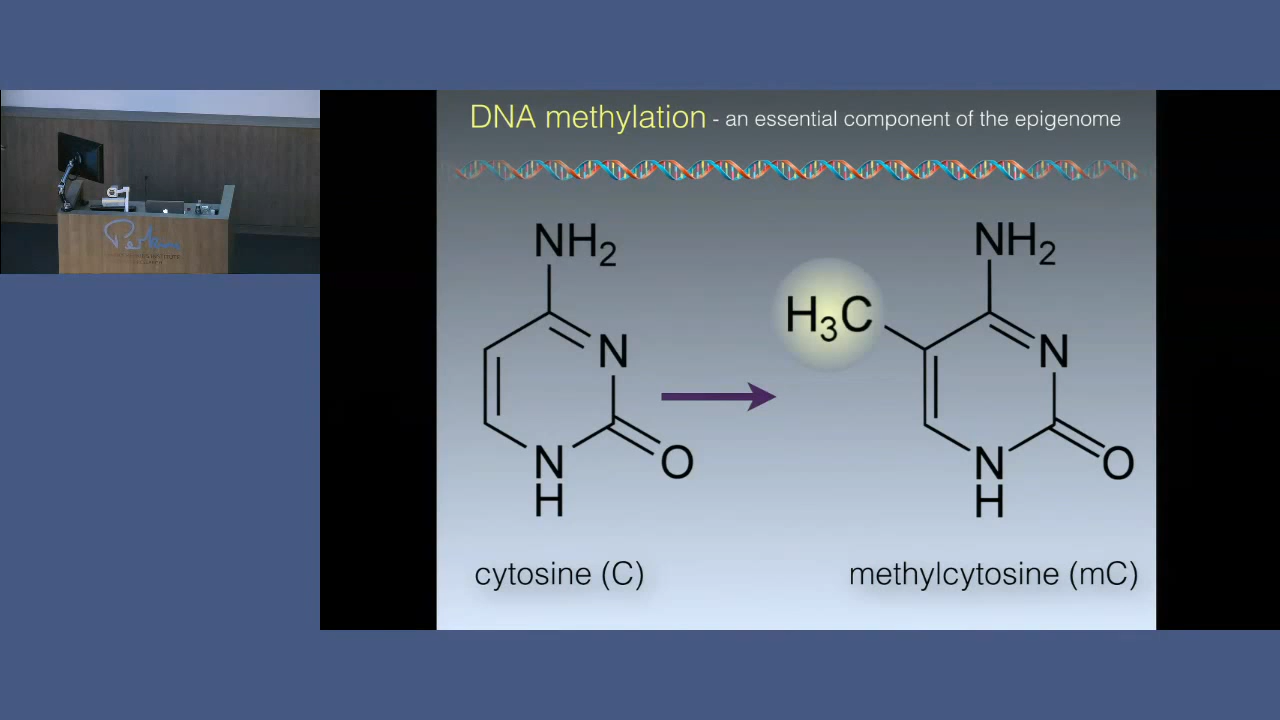 DNA methylation - an essential component of the epigenome
NH2
N
N
H
O
cytosine (C)
H3C
NH2
N
N
H
O
methylcytosine (mC)